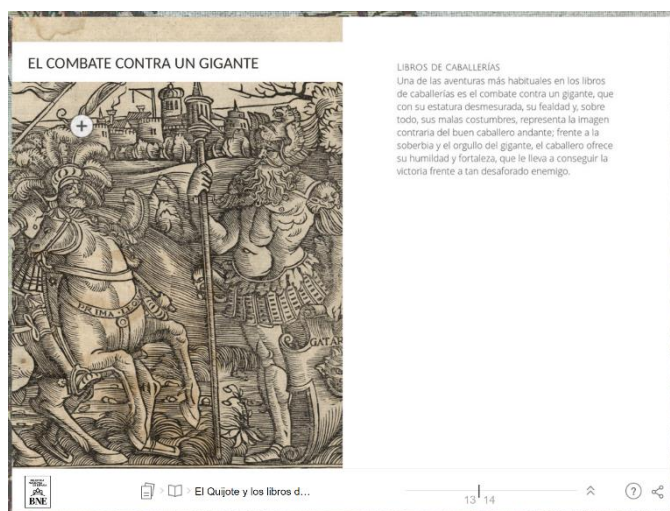 EL COMBATE CONTRA UN GIGANTE
PRIMA
GATAR
LIBROS DE CABALLERÍAS
Una de las aventuras más habituales en los libros
de caballerías es el combate contra un gigante, que
con su estatura desmesurada, su fealdad y, sobre
todo, sus malas costumbres, representa la imagen
contraria del buen caballero andante; frente a la
soberbia y el orgullo del gigante, el caballero ofrece
su humildad y fortaleza, que le lleva a conseguir la
victoria frente a tan desaforado enemigo.
BNE
El Quijote y los libros d...
13 14